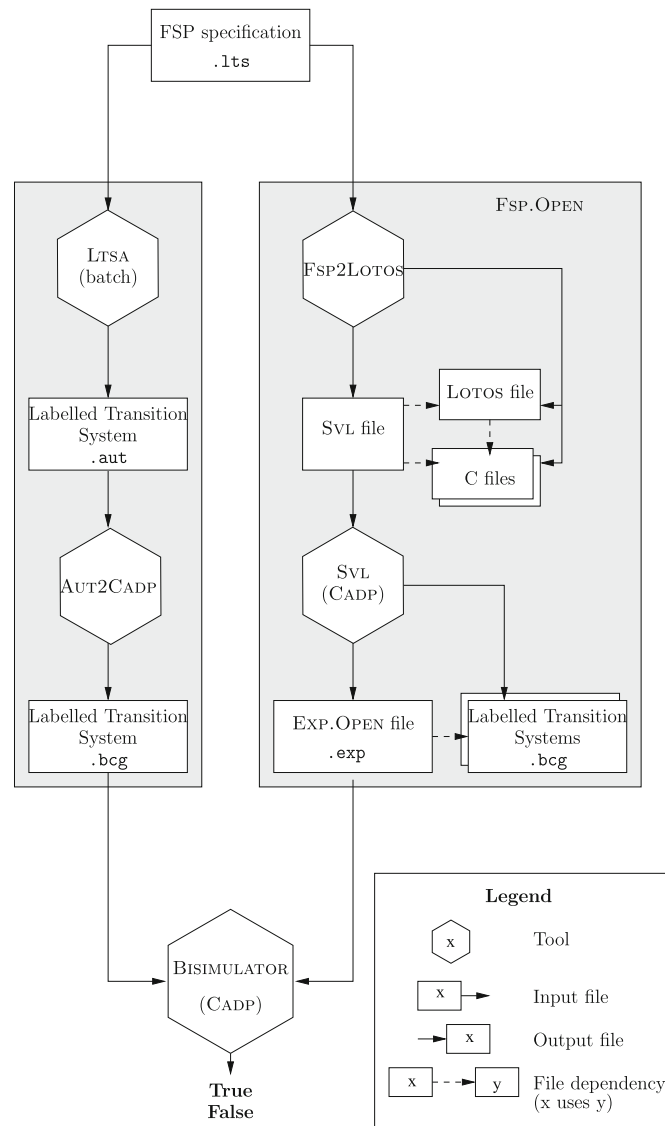 FSP specification
.lts
FSP.OPEN
LTSA
(batch)
FSP2LOTOS
Labelled Transition
System
.aut
SVL file
LOTOS file
C files
AUT2CADP
SVL
(CADP)
Labelled Transition
System
.bcg
EXP.OPEN file
.exp
Labelled Transition
Systems
.bcg
BISIMULATOR
(CADP)
True
False
Legend
x
Tool
x
Input file
x
Output file
x
y
File dependency
(x uses y)